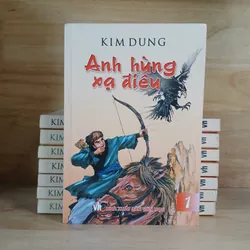 KIM DUNG
Anh hùng
xạ điêu
1